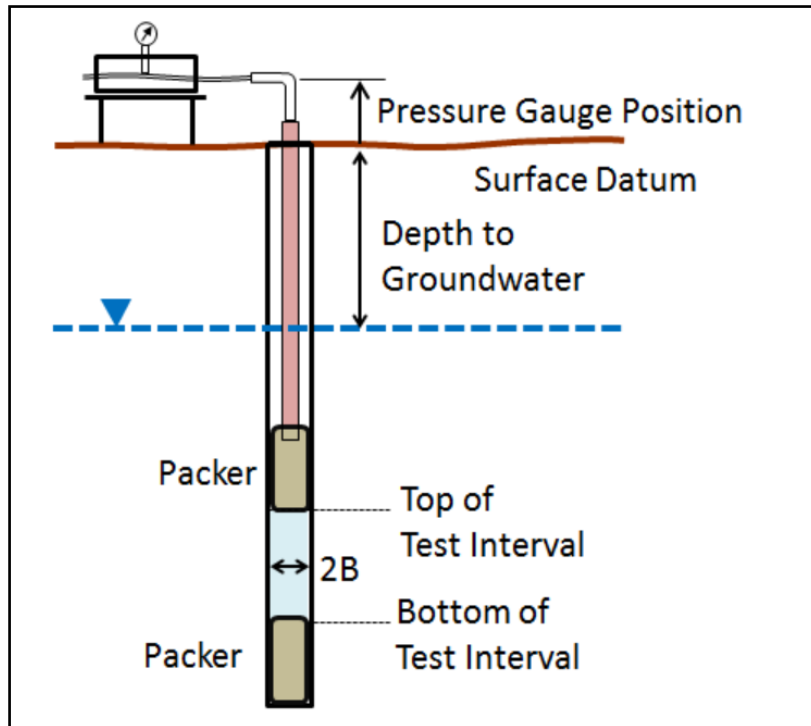 Pressure Gauge Position
Surface Datum
Depth to
Groundwater
Packer
Top of
Test Interval
2B
Bottom of
Test Interval
Packer